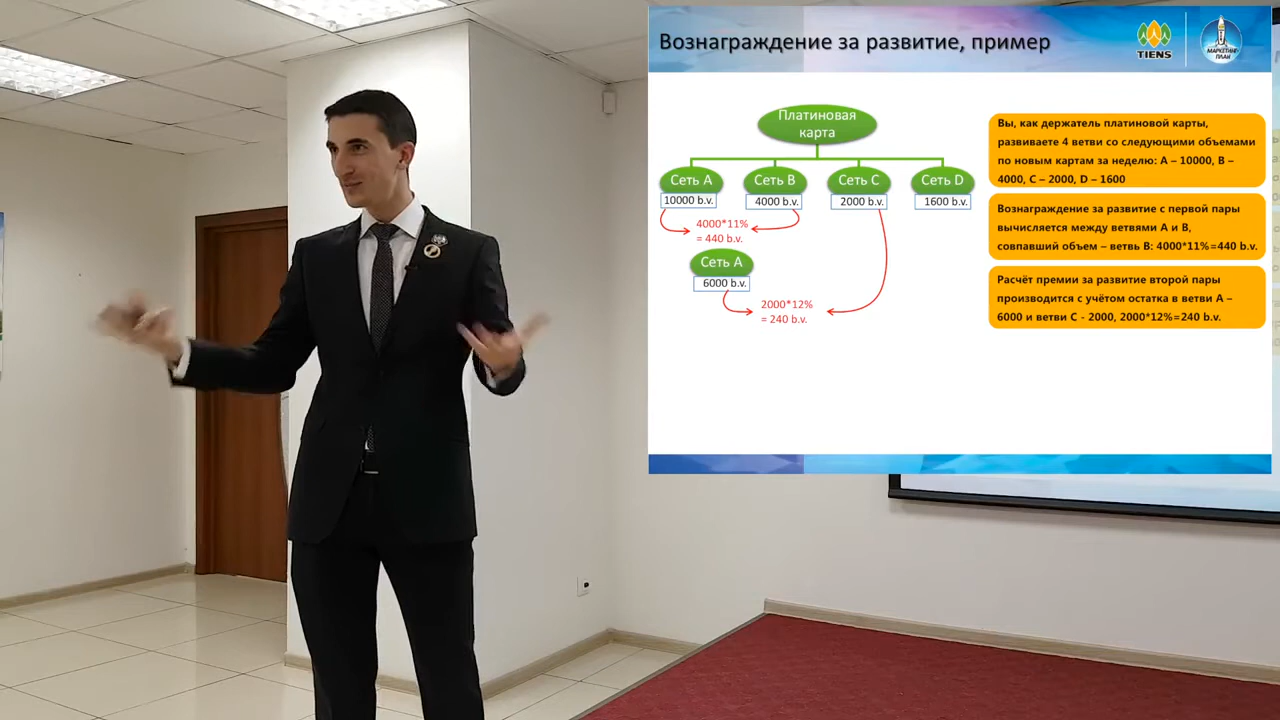 Вознаграждение за развитие, пример
TIENS
МАРКЕТИНГ-
ПЛАН
Платиновая
карта
Сеть A
Сеть B
Сеть C
Сеть D
10000 b.v.
4000 b.v.
2000 b.v.
1600 b.v.
4000*11%
= 440 b.v.
Сеть A
6000 b.v.
2000*12%
= 240 b.v.
Вы, как держатель платиновой карты,
развиваете 4 ветви со следующими объемами
по новым картам за неделю: A – 10000, B –
4000, C – 2000, D – 1600
Вознаграждение за развитие с первой пары
вычисляется между ветвями A и B,
совпавший объем – ветвь B: 4000*11%=440 b.v.
Расчёт премии за развитие второй пары
производится с учётом остатка в ветви A –
6000 и ветви C - 2000, 2000*12%=240 b.v.